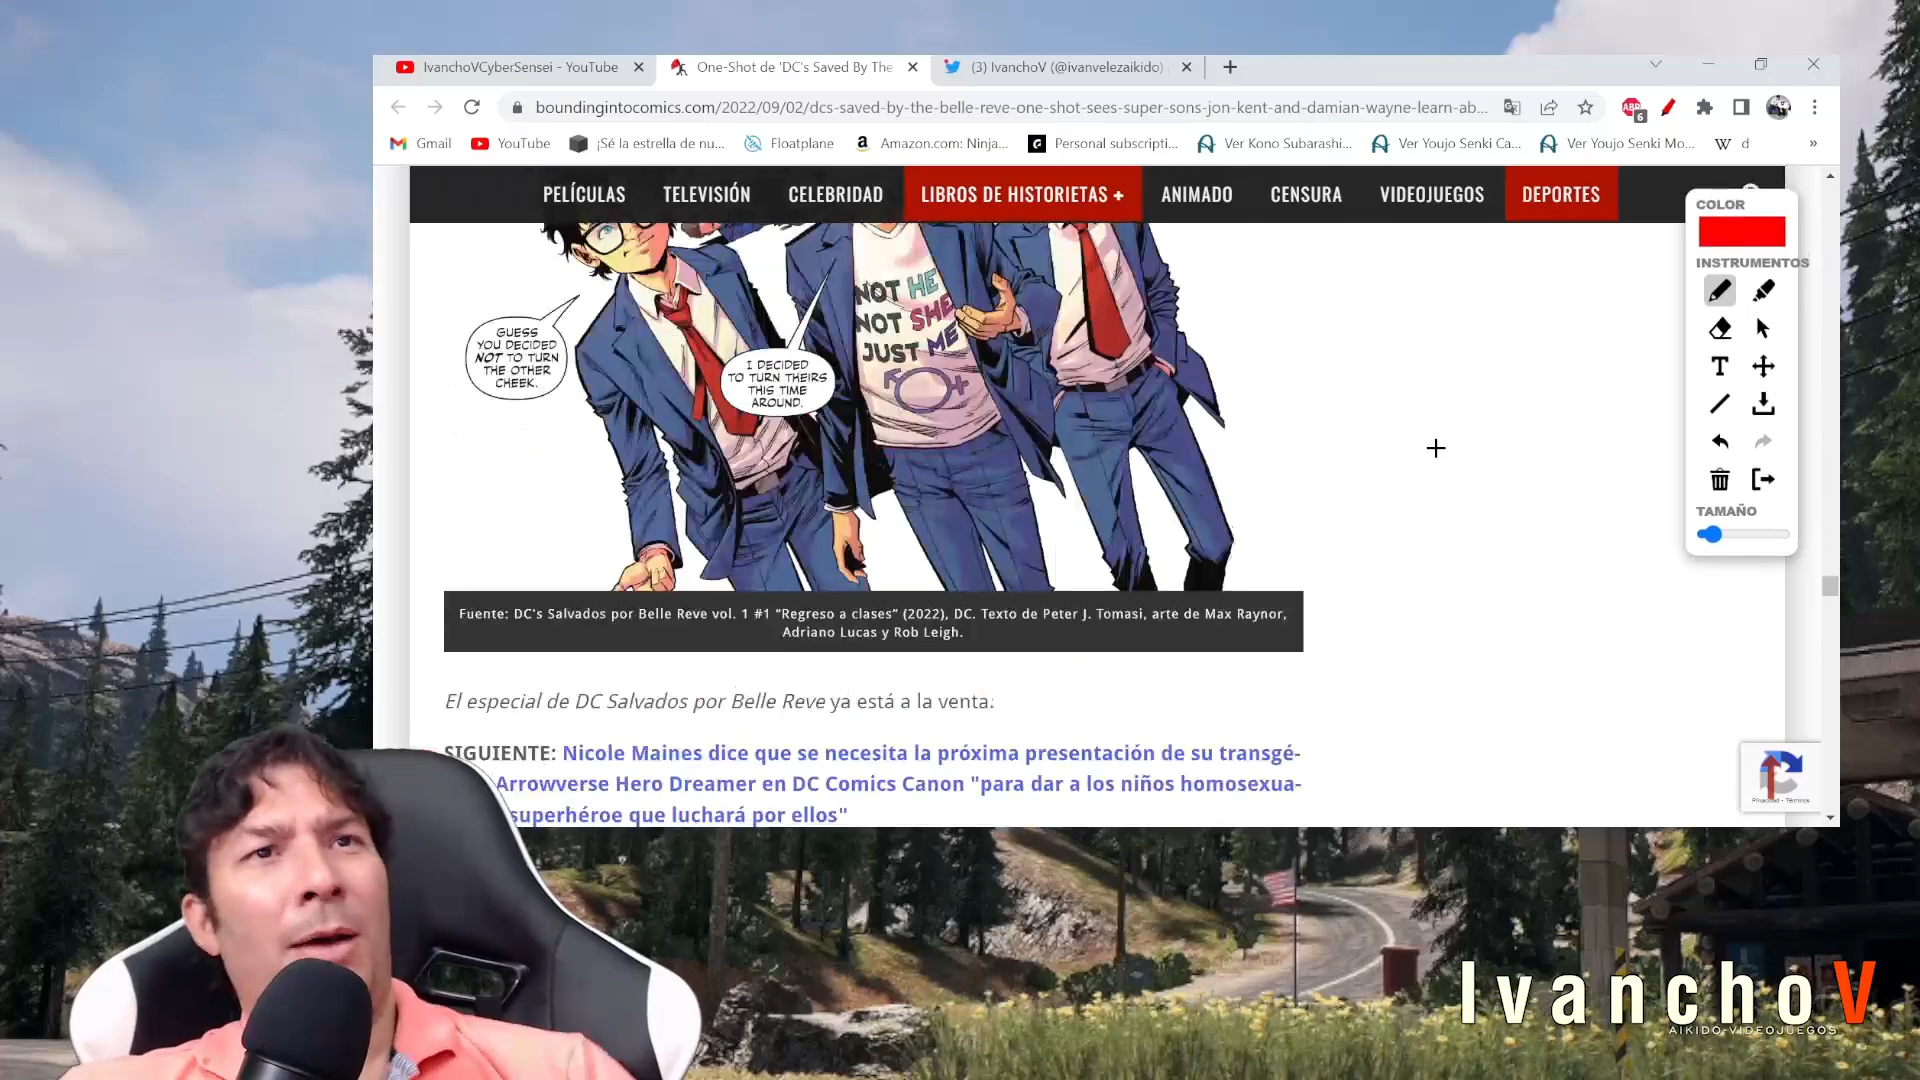 IvanchoVCyberSensei - YouTube
One-Shot de 'DC's Saved By The
(3) IvanchoV (@ivanvelezaikido)
boundingintocomics.com/2022/09/02/dcs-saved-by-the-belle-reve-one-shot-sees-super-sons-jon-kent-and-damian-wayne-learn-ab...
ABP
6
Gmail
YouTube
¡Sé la estrella de nu...
Floatplane
Amazon.com: Ninja...
Personal subscripti...
Ver Kono Subarashi...
Ver Youjo Senki Ca...
Ver Youjo Senki Mo...
W d
»
PELÍCULAS
TELEVISIÓN
CELEBRIDAD
LIBROS DE HISTORIETAS +
ANIMADO
CENSURA
VIDEOJUEGOS
DEPORTES
COLOR
INSTRUMENTOS
T
TAMAÑO
NOT HE
NOT SHE
JUST ME
GUESS
YOU DECIDED
NOT TO TURN
THE OTHER
CHEEK.
I DECIDED
TO TURN THEIRS
THIS TIME
AROUND.
Fuente: DC's Salvados por Belle Reve vol. 1 #1 "Regreso a clases" (2022), DC. Texto de Peter J. Tomasi, arte de Max Raynor,
Adriano Lucas y Rob Leigh.
El especial de DC Salvados por Belle Reve ya está a la venta.
SIGUIENTE: Nicole Maines dice que se necesita la próxima presentación de su transgé-
Arrowverse Hero Dreamer en DC Comics Canon "para dar a los niños homosexua-
superhéroe que luchará por ellos"
Privacidad - Términos
IvanchoV
AIKIDO-VIDEOJUEGOS